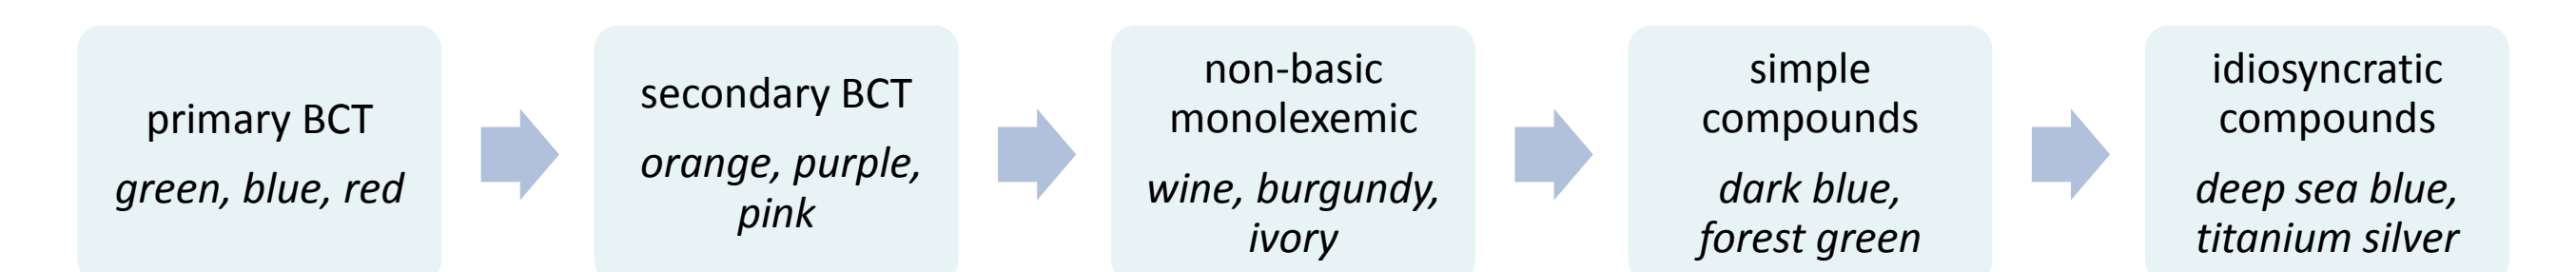 primary BCT
green, blue, red
secondary BCT
orange, purple,
pink
non-basic
monolexemic
wine, burgundy,
ivory
simple
compounds
dark blue,
forest green
idiosyncratic
compounds
deep sea blue,
titanium silver